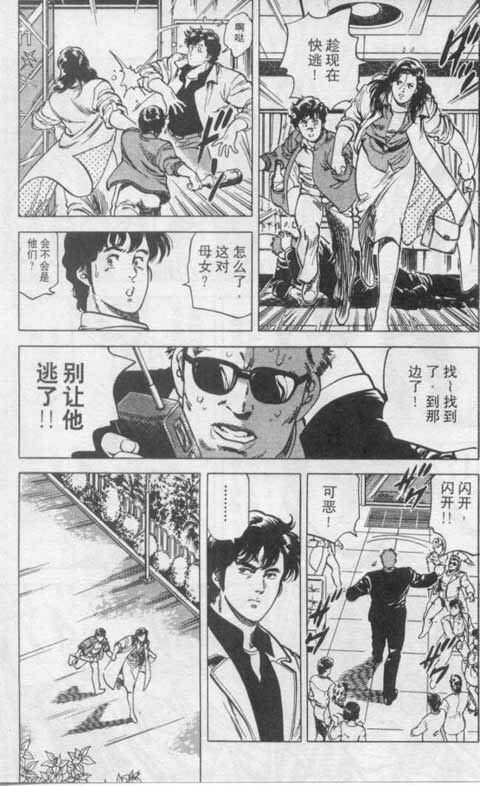 趁现在
快逃！
啊哒
怎么了，
这对
母女？
会不会是
他们？
找～找到
了．到那
边了！
别让他
逃了!!
闪开，
闪开!!
可恶！
………